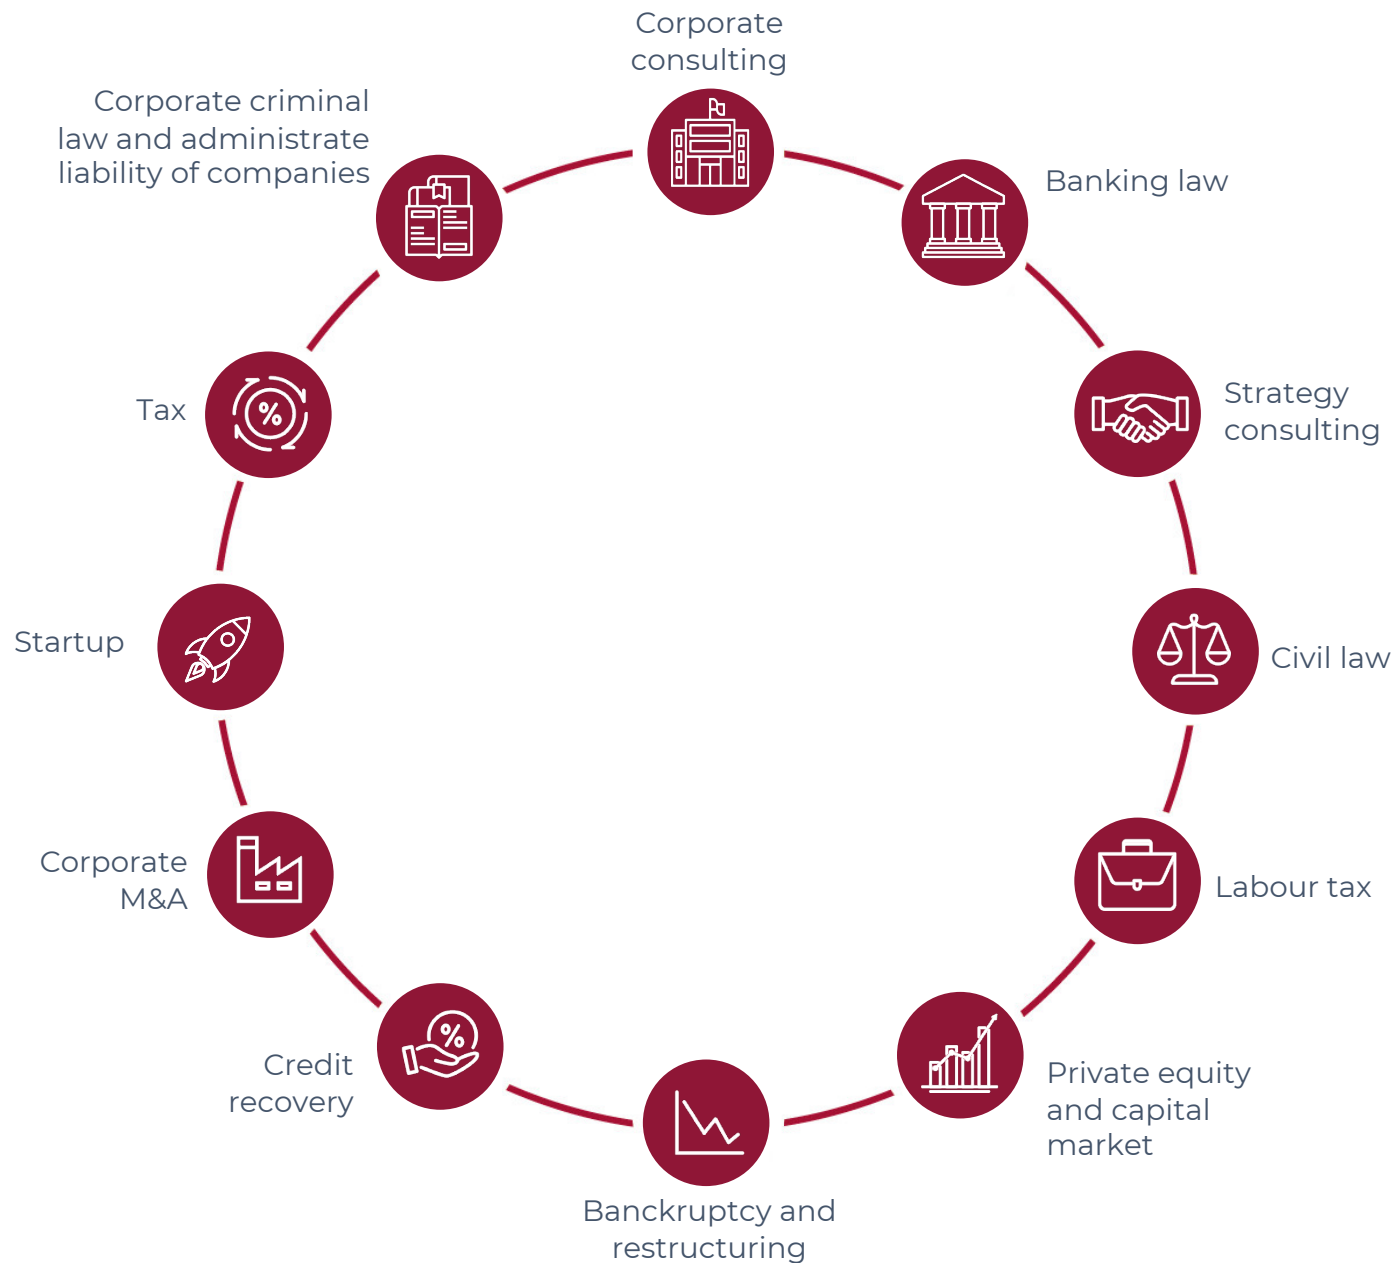 Corporate
consulting
Corporate criminal
law and administrate
liability of companies
Banking law
Strategy
consulting
Tax
Startup
Civil law
Corporate
M&A
Labour tax
Credit
recovery
Private equity
and capital
market
Banckruptcy and
restructuring